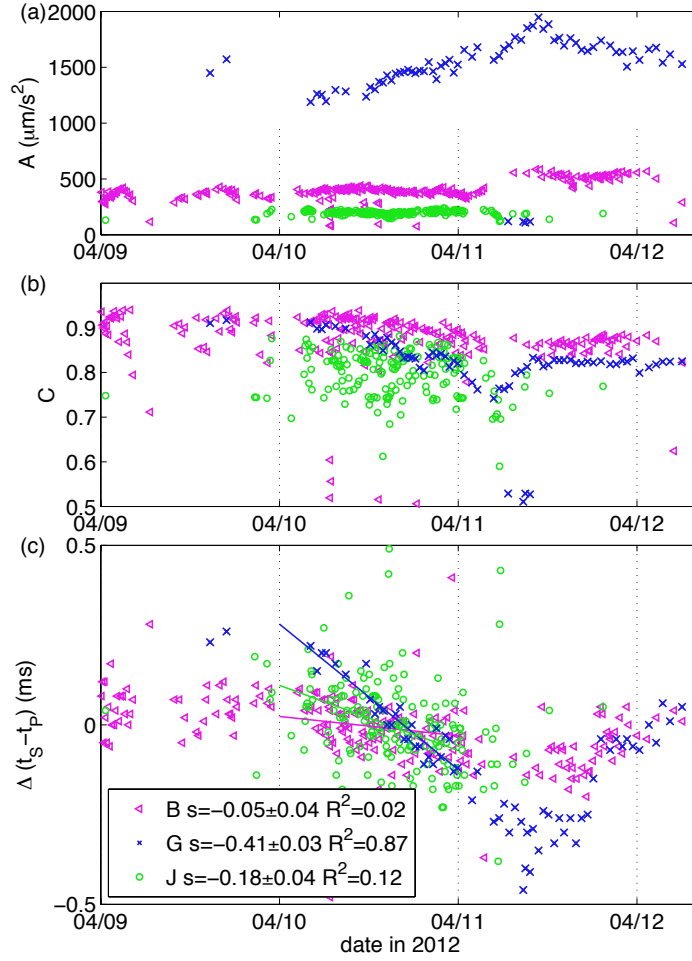 (a)
2000
1500
1000
500
0
A (μm/s²)
04/09 04/10 04/11 04/12
(b)
0.9
0.8
0.7
0.6
0.5
C
04/09 04/10 04/11 04/12
(c)
0.5
0
−0.5
Δ (t_S−t_P) (ms)
B s=−0.05±0.04 R²=0.02
G s=−0.41±0.03 R²=0.87
J s=−0.18±0.04 R²=0.12
04/09 04/10 04/11 04/12
date in 2012